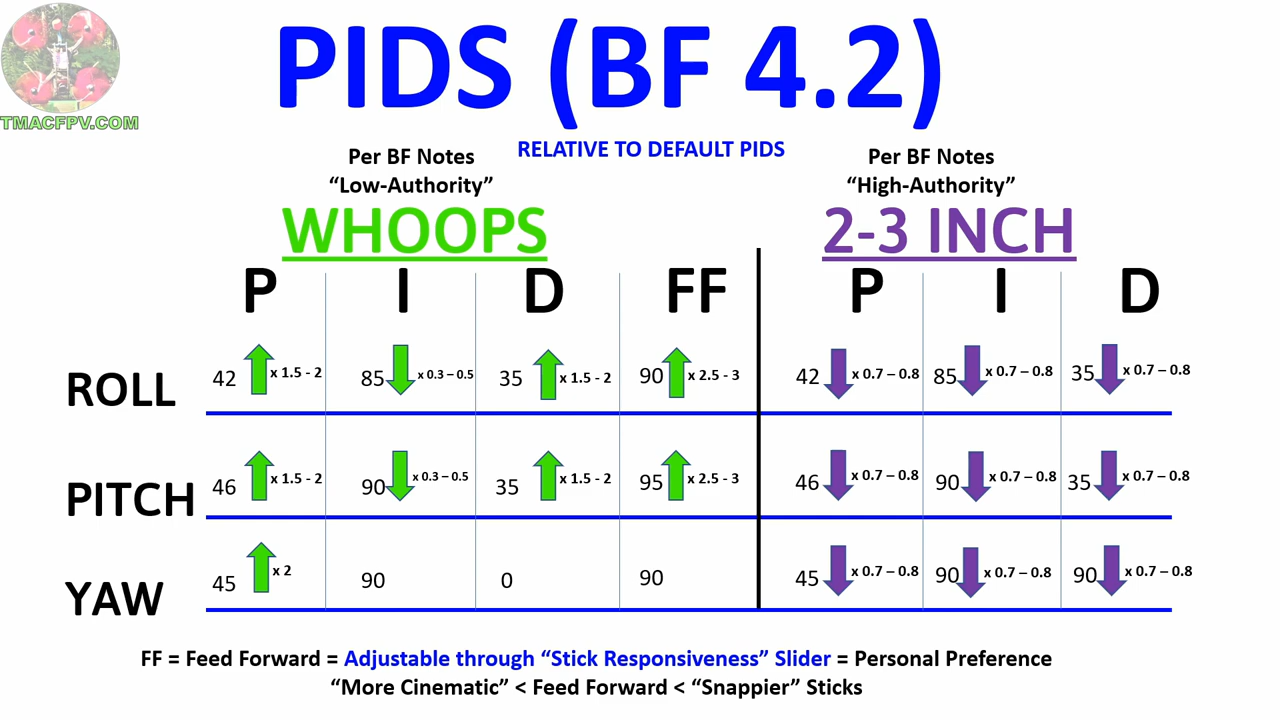 PIDS (BF 4.2)
TMACFPV.COM
RELATIVE TO DEFAULT PIDS
Per BF Notes
“Low-Authority”
WHOOPS
Per BF Notes
“High-Authority”
2-3 INCH
P I D FF P I D
ROLL 42 x 1.5 - 2 85 x 0.3 – 0.5 35 x 1.5 - 2 90 x 2.5 - 3 42 x 0.7 – 0.8 85 x 0.7 – 0.8 35 x 0.7 – 0.8
PITCH 46 x 1.5 - 2 90 x 0.3 – 0.5 35 x 1.5 - 2 95 x 2.5 - 3 46 x 0.7 – 0.8 90 x 0.7 – 0.8 35 x 0.7 – 0.8
YAW 45 x 2 90 0 90 45 x 0.7 – 0.8 90 x 0.7 – 0.8 90 x 0.7 – 0.8
FF = Feed Forward = Adjustable through “Stick Responsiveness” Slider = Personal Preference
“More Cinematic” < Feed Forward < “Snappier” Sticks